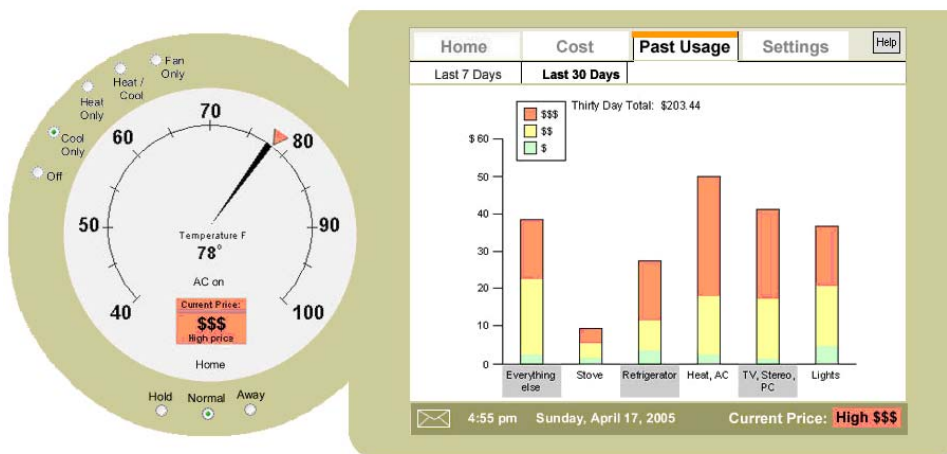 Fan
Only
Heat /
Cool
Heat
Only
Cool
Only
Off
40
50
60
70
80
90
100
Temperature F
78°
AC on
Current Price:
$$$
High price
Home
Hold
Normal
Away
Home
Cost
Past Usage
Settings
Help
Last 7 Days
Last 30 Days
Thirty Day Total: $203.44
$$$
$$
$
$ 60
50
40
30
20
10
0
Everything
else
Stove
Refrigerator
Heat, AC
TV, Stereo,
PC
Lights
4:55 pm
Sunday, April 17, 2005
Current Price: High $$$